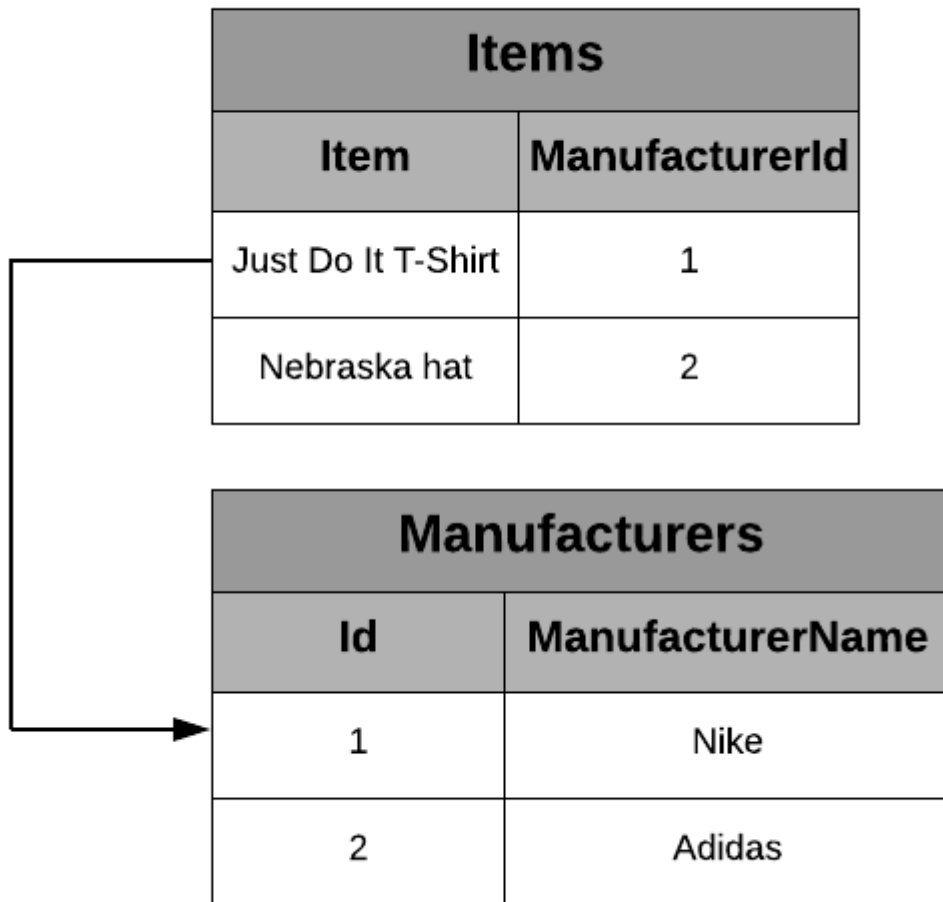 Items
Item ManufacturerId
Just Do It T-Shirt 1
Nebraska hat 2
Manufacturers
Id ManufacturerName
1 Nike
2 Adidas